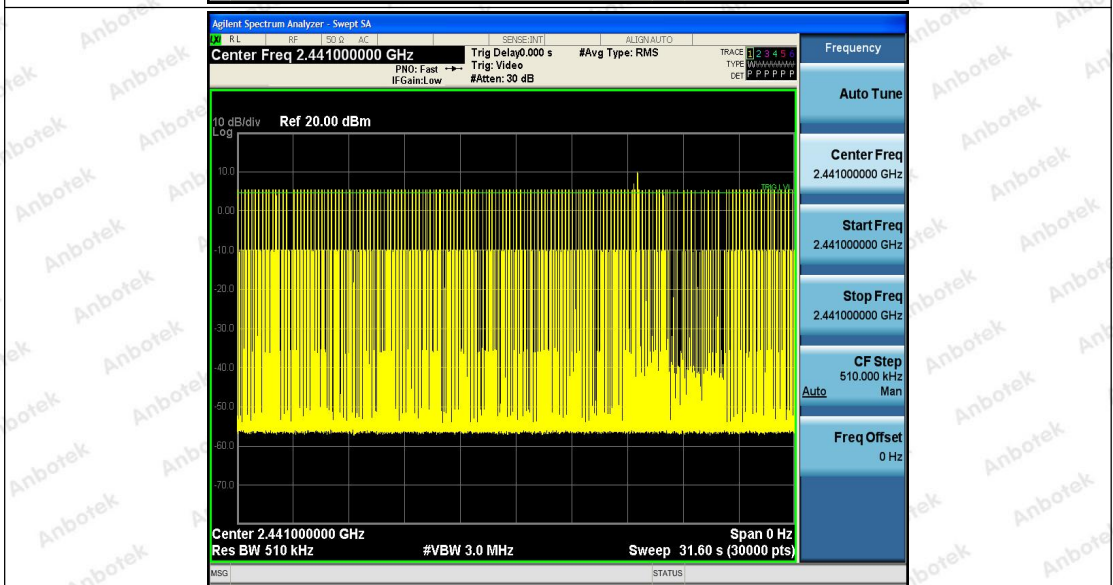 Agilent Spectrum Analyzer - Swept SA
RL RF 50 Ω AC SENSE:INT ALIGN AUTO
Center Freq 2.441000000 GHz
PNO: Fast
IFGain:Low
Trig Delay0.000 s
Trig: Video
#Atten: 30 dB
#Avg Type: RMS
TRACE 1 2 3 4 5 6
TYPE W
DET P P P P P P
10 dB/div Ref 20.00 dBm
Log
TRIG LVL
10.0
0.00
-10.0
-20.0
-30.0
-40.0
-50.0
-60.0
-70.0
Center 2.441000000 GHz Span 0 Hz
Res BW 510 kHz #VBW 3.0 MHz Sweep 31.60 s (30000 pts)
MSG STATUS
Frequency
Auto Tune
Center Freq
2.441000000 GHz
Start Freq
2.441000000 GHz
Stop Freq
2.441000000 GHz
CF Step
510.000 kHz
Auto Man
Freq Offset
0 Hz
Anbotek